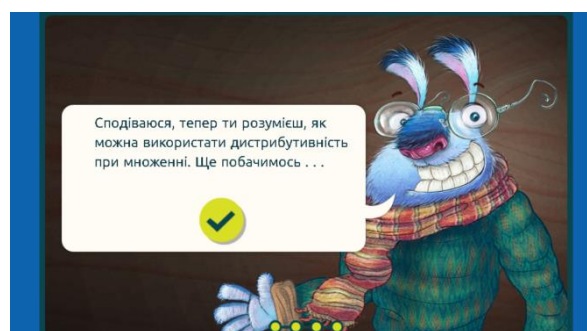 Сподіваюся, тепер ти розумієш, як
можна використати дистрибутивність
при множенні. Ще побачимось . . .